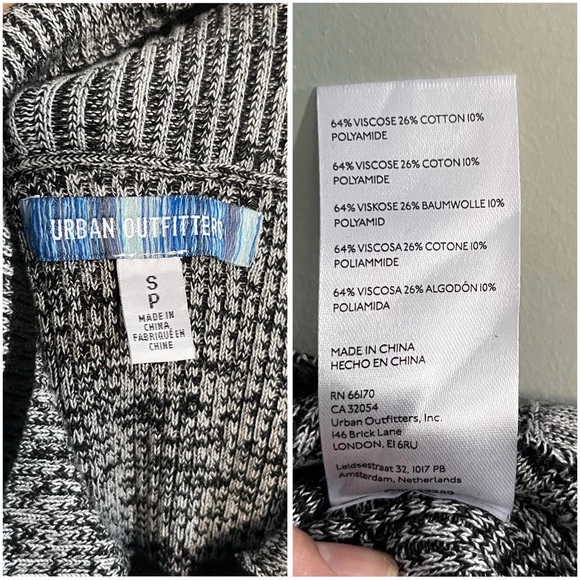 URBAN OUTFITTERS
S
P
MADE IN
CHINA
FABRIQUÉ EN
CHINE
64% VISCOSE 26% COTTON 10%
POLYAMIDE
64% VISCOSE 26% COTON 10%
POLYAMIDE
64% VISKOSE 26% BAUMWOLLE 10%
POLYAMID
64% VISCOSA 26% COTONE 10%
POLIAMMIDE
64% VISCOSA 26% ALGODÓN 10%
POLIAMIDA
MADE IN CHINA
HECHO EN CHINA
RN 66170
CA 32054
Urban Outfitters, Inc.
146 Brick Lane
LONDON, E1 6RU
Leidsestraat 32, 1017 PB
Amsterdam, Netherlands